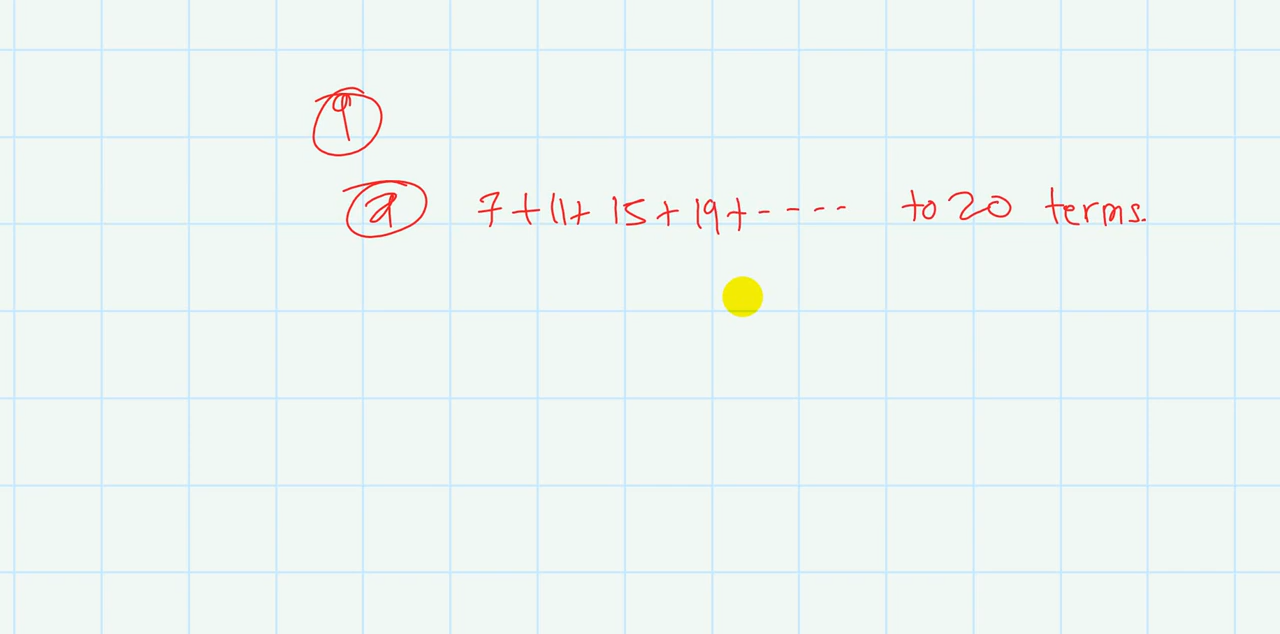 9
a 7 + 11 + 15 + 19 + ----- to 20 terms.